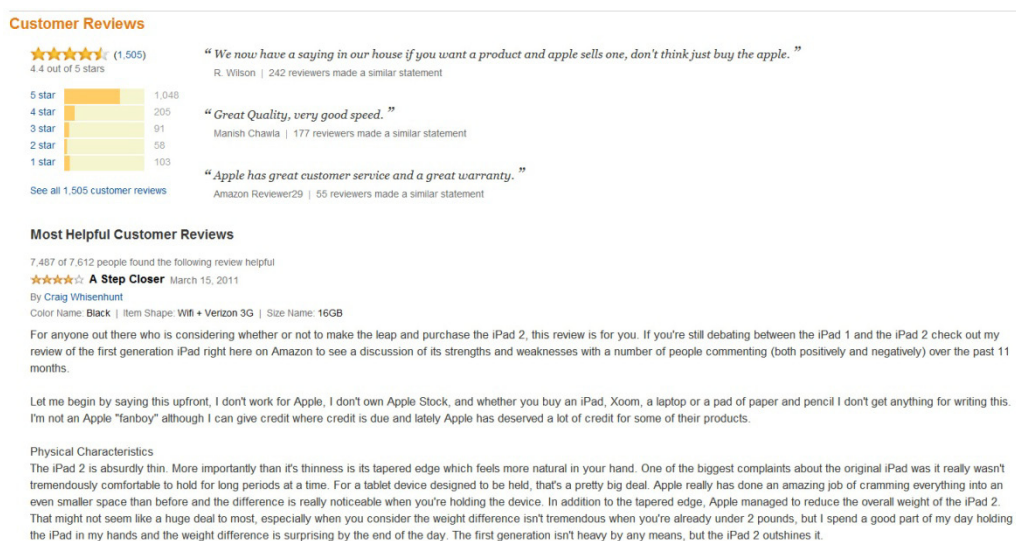 Customer Reviews
(1,505)
4.4 out of 5 stars
5 star 1,048
4 star 205
3 star 91
2 star 58
1 star 103
See all 1,505 customer reviews
“ We now have a saying in our house if you want a product and apple sells one, don't think just buy the apple. ”
R. Wilson | 242 reviewers made a similar statement
“ Great Quality, very good speed. ”
Manish Chawla | 177 reviewers made a similar statement
“ Apple has great customer service and a great warranty. ”
Amazon Reviewer29 | 55 reviewers made a similar statement
Most Helpful Customer Reviews
7,487 of 7,612 people found the following review helpful
A Step Closer March 15, 2011
By Craig Whisenhunt
Color Name: Black | Item Shape: Wifi + Verizon 3G | Size Name: 16GB
For anyone out there who is considering whether or not to make the leap and purchase the iPad 2, this review is for you. If you're still debating between the iPad 1 and the iPad 2 check out my
review of the first generation iPad right here on Amazon to see a discussion of its strengths and weaknesses with a number of people commenting (both positively and negatively) over the past 11
months.
Let me begin by saying this upfront, I don't work for Apple, I don't own Apple Stock, and whether you buy an iPad, Xoom, a laptop or a pad of paper and pencil I don't get anything for writing this.
I'm not an Apple "fanboy" although I can give credit where credit is due and lately Apple has deserved a lot of credit for some of their products.
Physical Characteristics
The iPad 2 is absurdly thin. More importantly than it's thinness is its tapered edge which feels more natural in your hand. One of the biggest complaints about the original iPad was it really wasn't
tremendously comfortable to hold for long periods at a time. For a tablet device designed to be held, that's a pretty big deal. Apple really has done an amazing job of cramming everything into an
even smaller space than before and the difference is really noticeable when you're holding the device. In addition to the tapered edge, Apple managed to reduce the overall weight of the iPad 2.
That might not seem like a huge deal to most, especially when you consider the weight difference isn't tremendous when you're already under 2 pounds, but I spend a good part of my day holding
the iPad in my hands and the weight difference is surprising by the end of the day. The first generation isn't heavy by any means, but the iPad 2 outshines it.